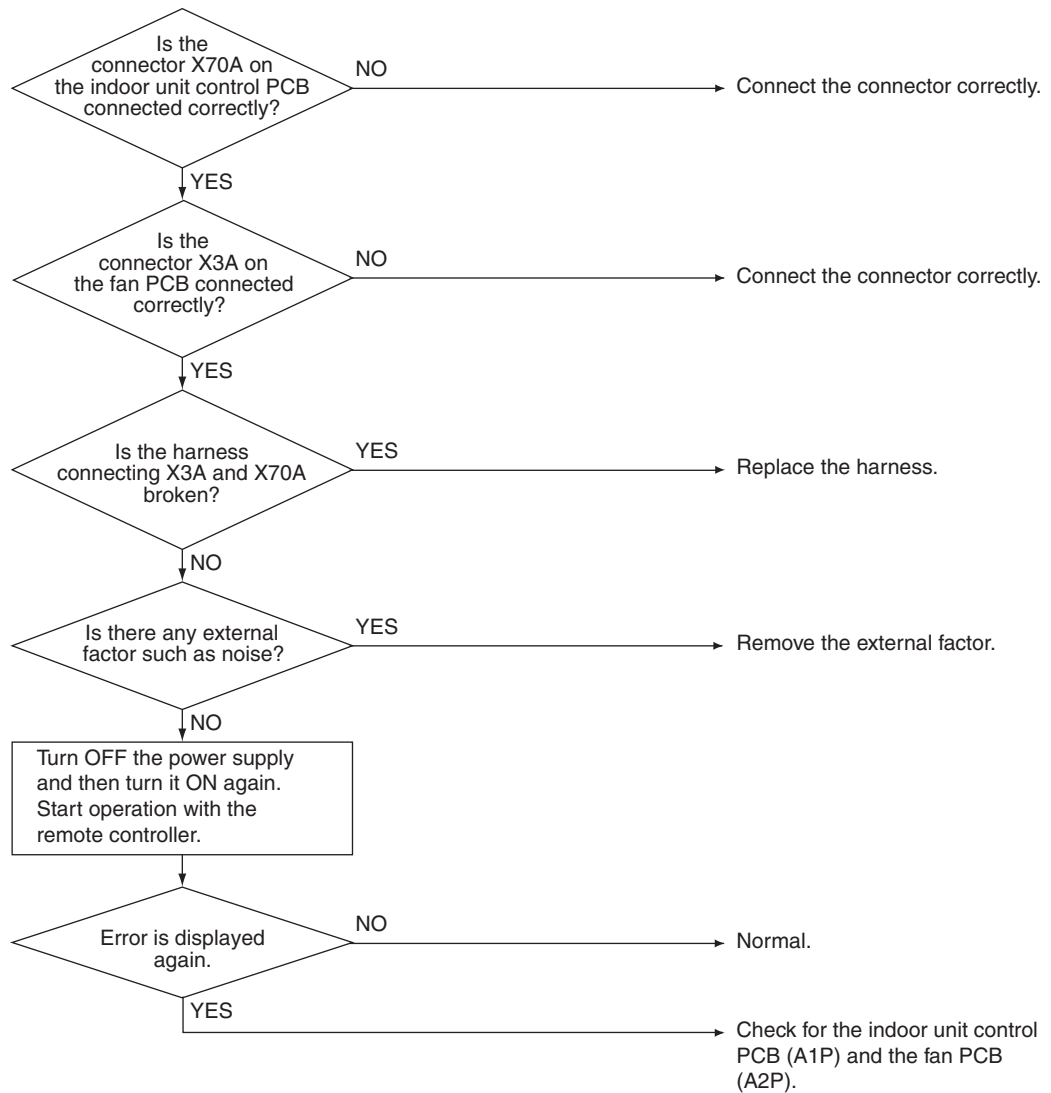 Is the
connector X70A on
the indoor unit control PCB
connected correctly?
NO
Connect the connector correctly.
YES
Is the
connector X3A on
the fan PCB connected
correctly?
NO
Connect the connector correctly.
YES
Is the harness
connecting X3A and X70A
broken?
YES
Replace the harness.
NO
Is there any external
factor such as noise?
YES
Remove the external factor.
NO
Turn OFF the power supply
and then turn it ON again.
Start operation with the
remote controller.
Error is displayed
again.
NO
Normal.
YES
Check for the indoor unit control
PCB (A1P) and the fan PCB
(A2P).